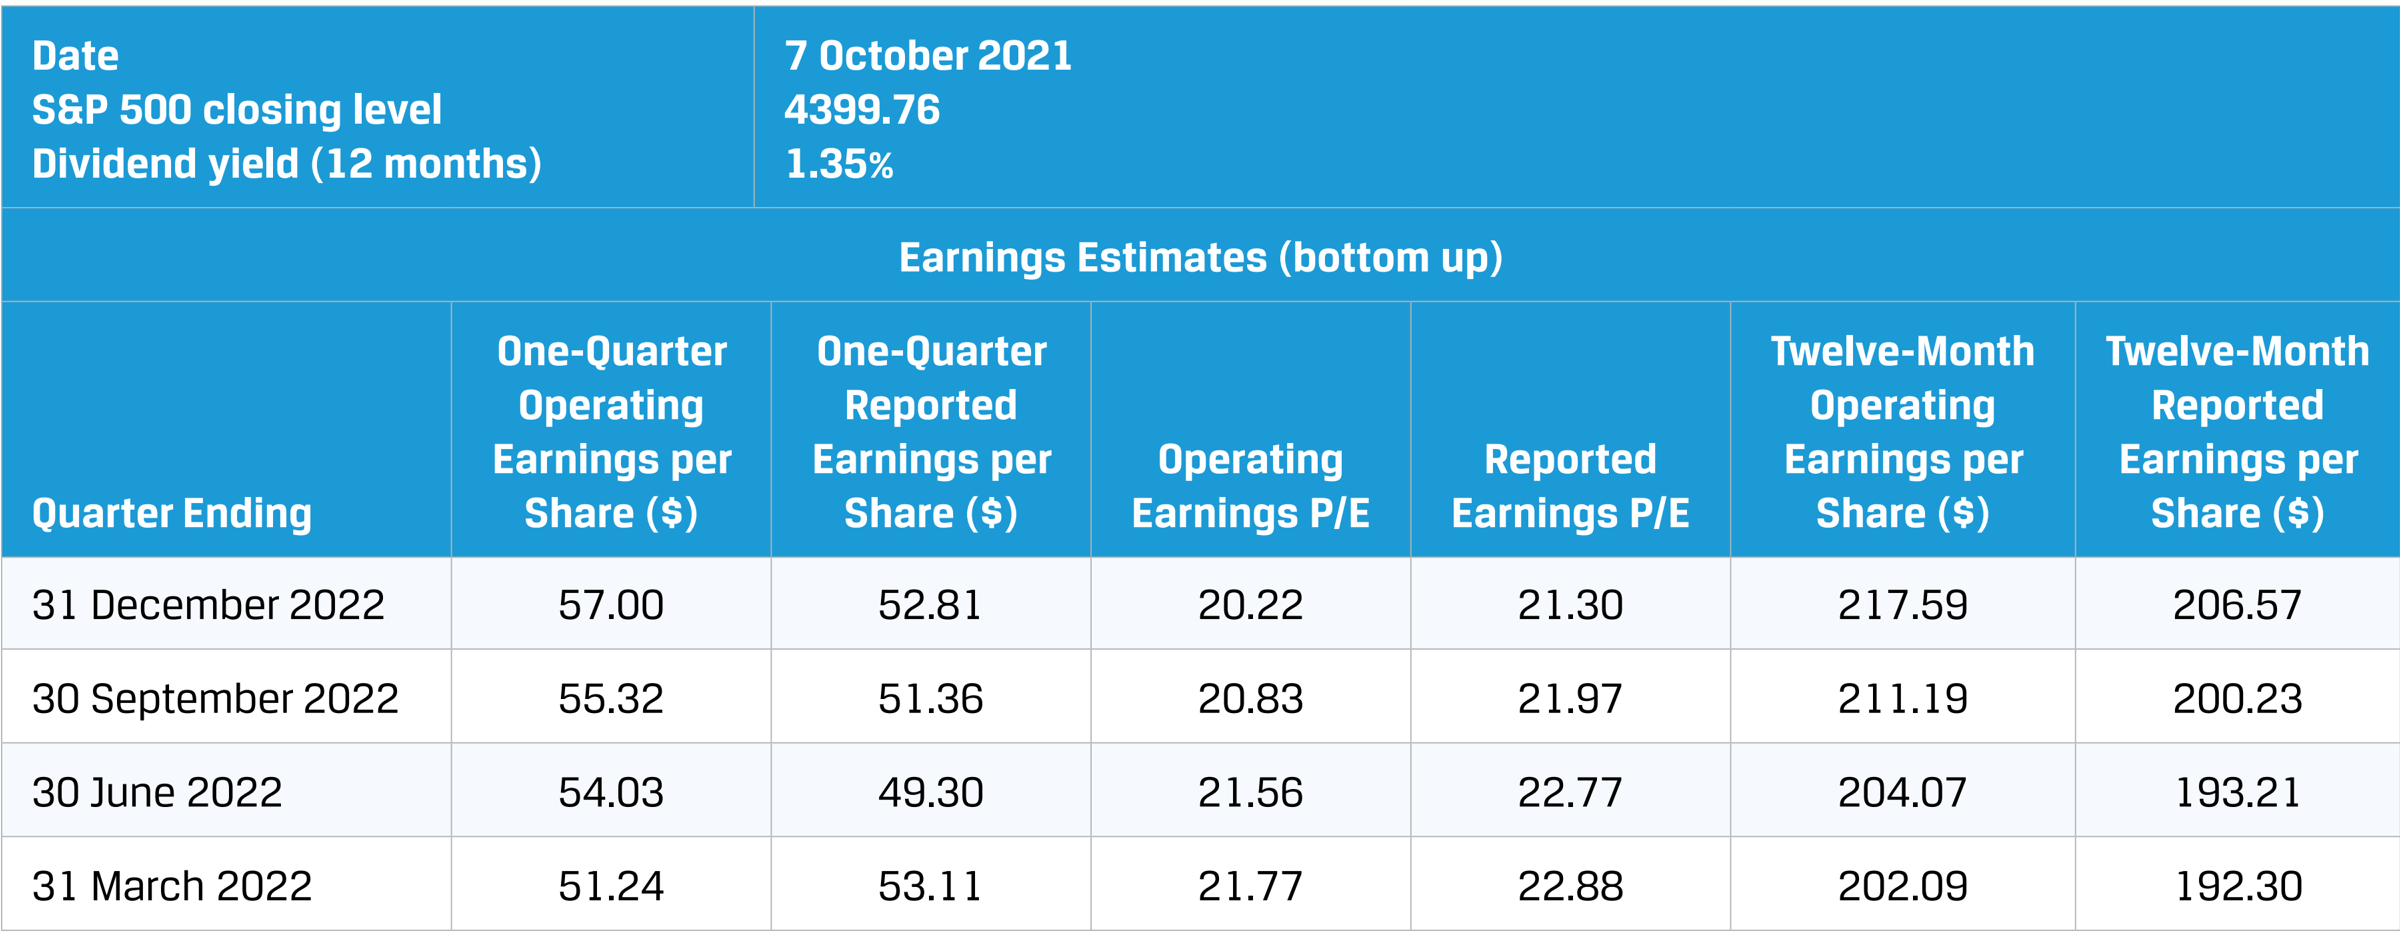 Date 7 October 2021
S&P 500 closing level 4399.76
Dividend yield (12 months) 1.35%
Earnings Estimates (bottom up)
Quarter Ending
One-Quarter
Operating
Earnings per
Share ($)
One-Quarter
Reported
Earnings per
Share ($)
Operating
Earnings P/E
Reported
Earnings P/E
Twelve-Month
Operating
Earnings per
Share ($)
Twelve-Month
Reported
Earnings per
Share ($)
31 December 2022 57.00 52.81 20.22 21.30 217.59 206.57
30 September 2022 55.32 51.36 20.83 21.97 211.19 200.23
30 June 2022 54.03 49.30 21.56 22.77 204.07 193.21
31 March 2022 51.24 53.11 21.77 22.88 202.09 192.30